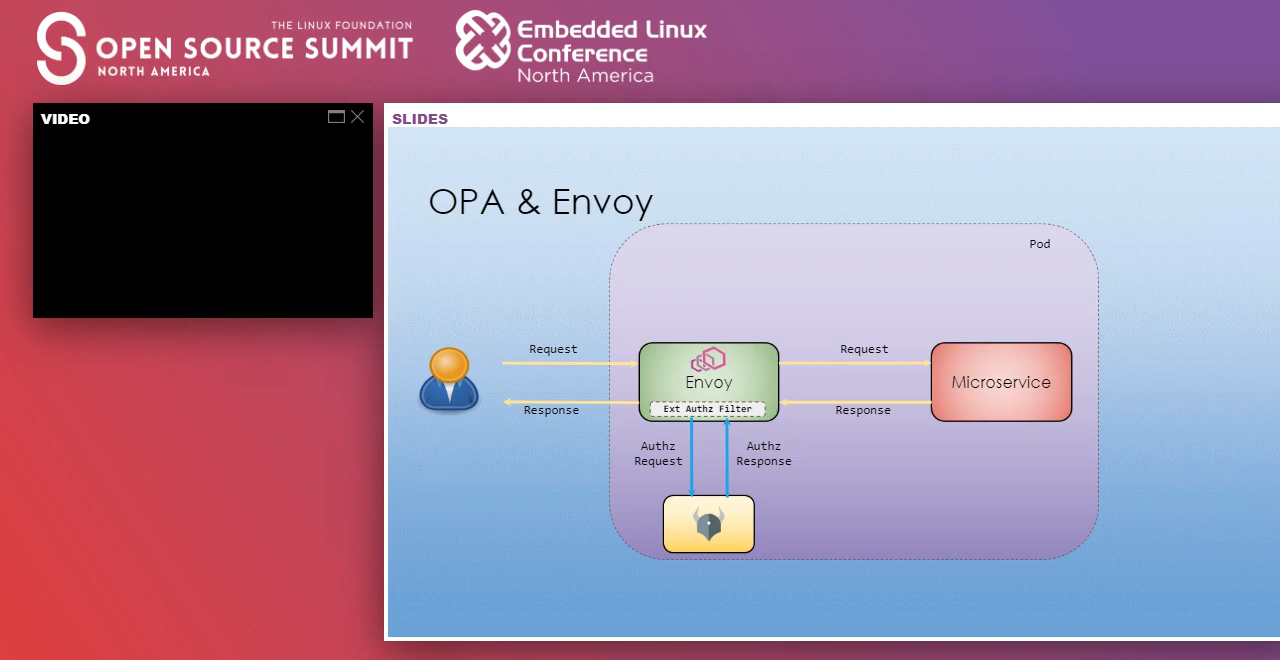 THE LINUX FOUNDATION
OPEN SOURCE SUMMIT
NORTH AMERICA
Embedded Linux
Conference
North America
VIDEO
SLIDES
OPA & Envoy
Pod
Request
Request
Envoy
Microservice
Ext Authz Filter
Response
Response
Authz
Request
Authz
Response